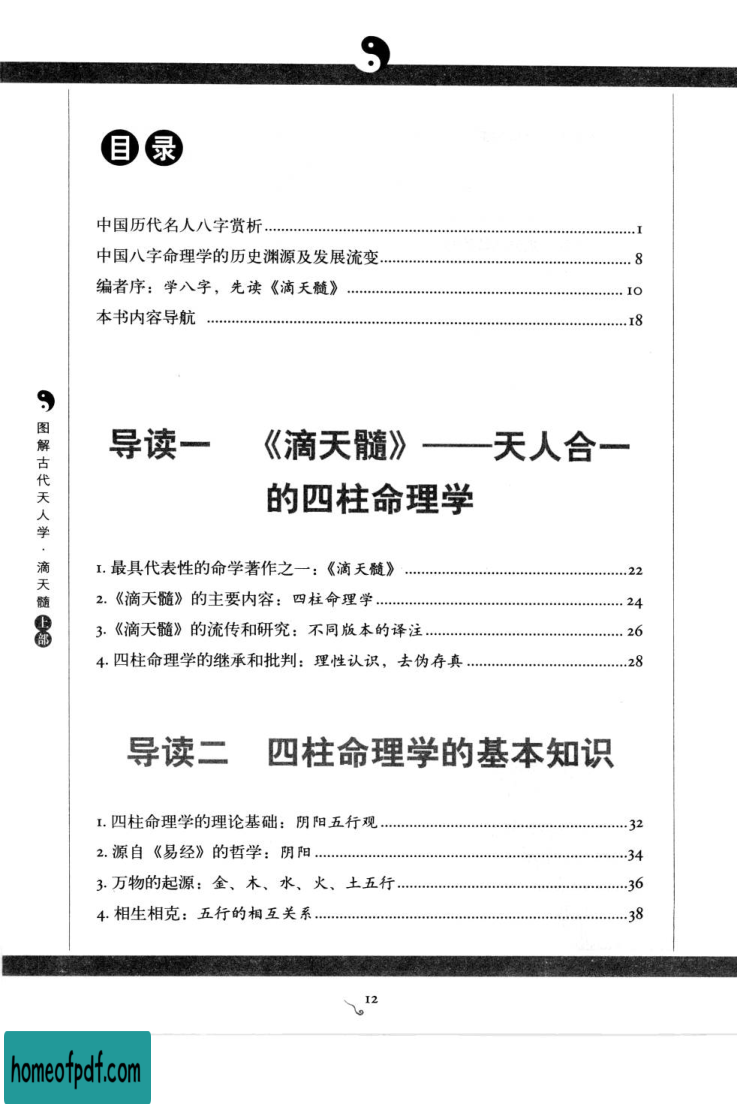 目录
中国历代名人八字赏析……………………………………………………1
中国八字命理学的历史渊源及发展流变……………………………………8
编者序：学八字，先读《滴天髓》……………………………………10
本书内容导航……………………………………………………18
导读一 《滴天髓》——天人合一
的四柱命理学
1. 最具代表性的命学著作之一：《滴天髓》……………………………22
2.《滴天髓》的主要内容：四柱命理学……………………………24
3.《滴天髓》的流传和研究：不同版本的译注……………………………26
4. 四柱命理学的继承和批判：理性认识，去伪存真……………………28
导读二 四柱命理学的基本知识
1. 四柱命理学的理论基础：阴阳五行观……………………………32
2. 源自《易经》的哲学：阴阳……………………………………34
3. 万物的起源：金、木、水、火、土五行……………………………36
4. 相生相克：五行的相互关系……………………………………38
图解古代天人学·滴天髓 上部
12
homeofpdf.com